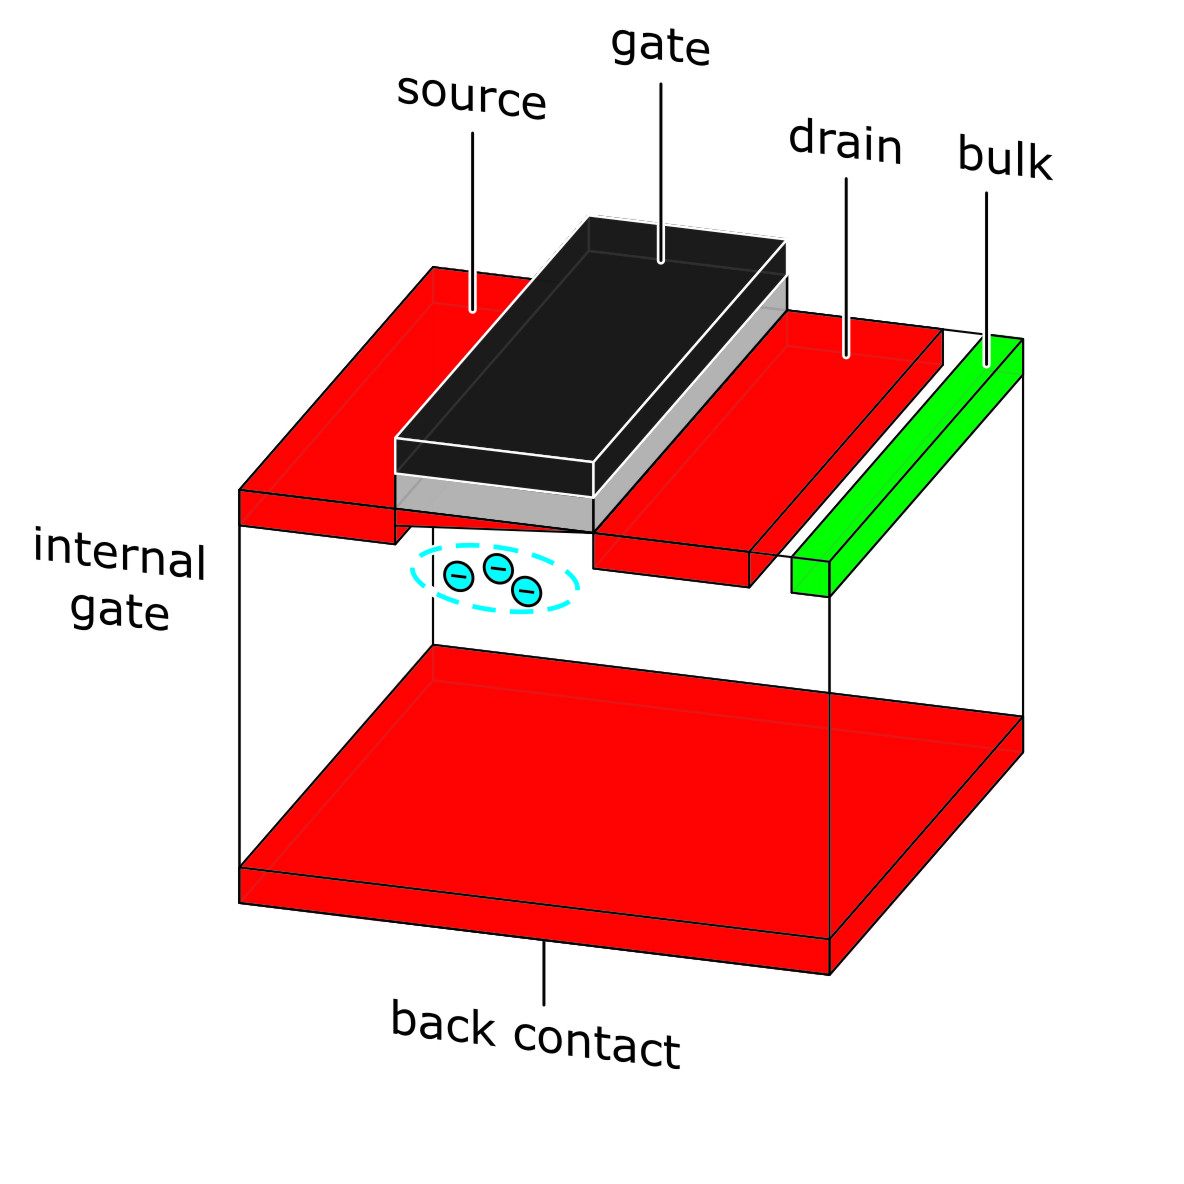 gate
source
drain
bulk
internal
gate
back contact